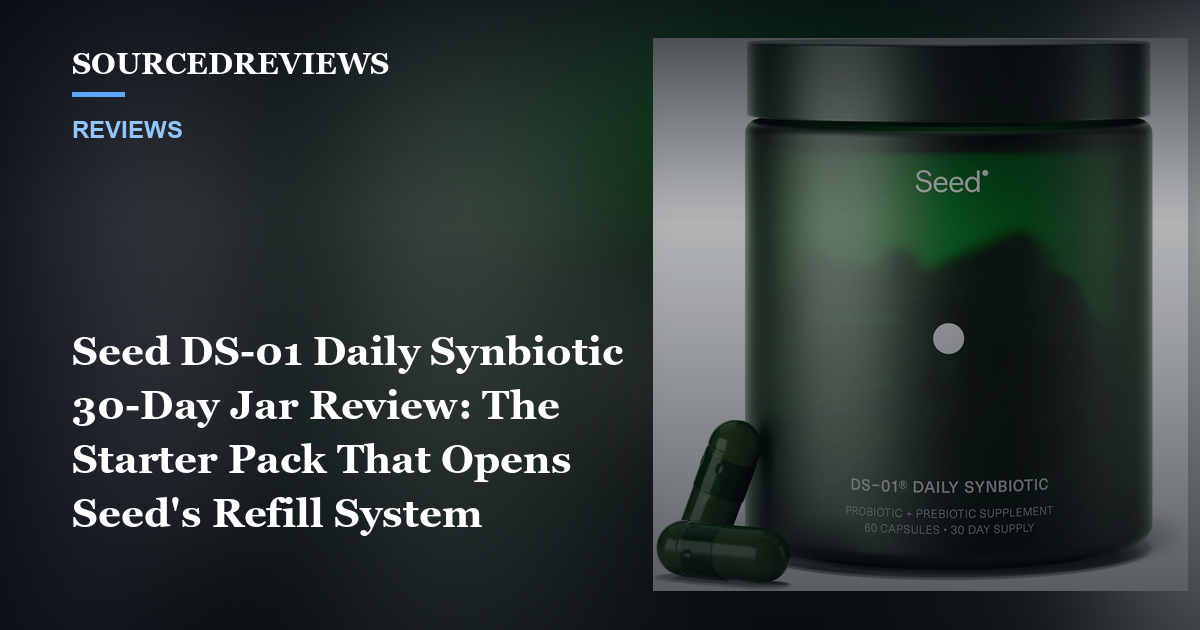 SOURCEDREVIEWS
REVIEWS
Seed DS-01 Daily Synbiotic
30-Day Jar Review: The
Starter Pack That Opens
Seed's Refill System
Seed
DS-01® DAILY SYNBIOTIC
PROBIOTIC + PREBIOTIC SUPPLEMENT
60 CAPSULES • 30 DAY SUPPLY